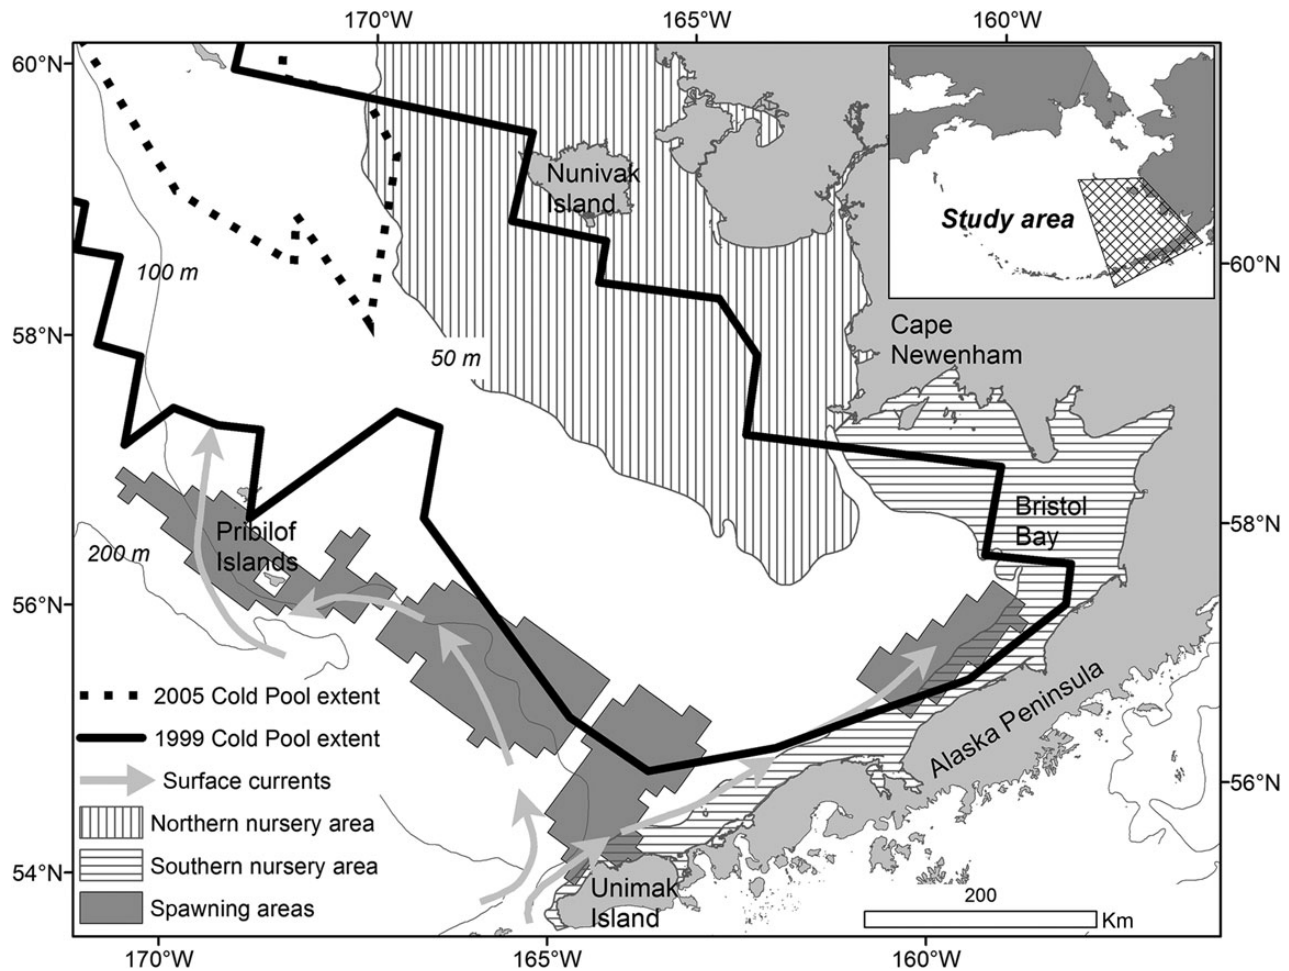 170°W 165°W 160°W
60°N
Nunivak
Island
Study area
100 m
60°N
58°N
Cape
Newenham
50 m
Bristol
Bay
58°N
Pribilof
Islands
200 m
56°N
2005 Cold Pool extent
1999 Cold Pool extent
Surface currents
Northern nursery area
Southern nursery area
Spawning areas
Alaska Peninsula
56°N
54°N
Unimak
Island
200
Km
170°W 165°W 160°W